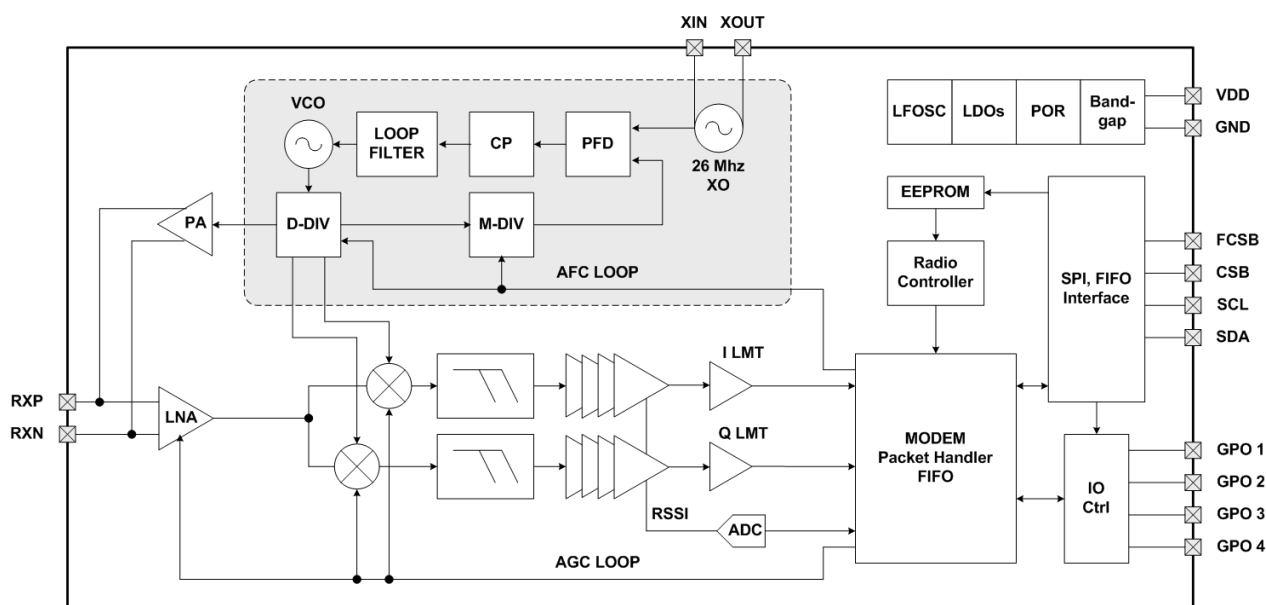 XIN XOUT
VCO
LOOP
FILTER
CP
PFD
26 Mhz
XO
LFOSC
LDOs
POR
Band-
gap
VDD
GND
PA
D-DIV
M-DIV
AFC LOOP
EEPROM
Radio
Controller
SPI, FIFO
Interface
FCSB
CSB
SCL
SDA
RXP
RXN
LNA
I LMT
Q LMT
RSSI
ADC
AGC LOOP
MODEM
Packet Handler
FIFO
IO
Ctrl
GPO 1
GPO 2
GPO 3
GPO 4